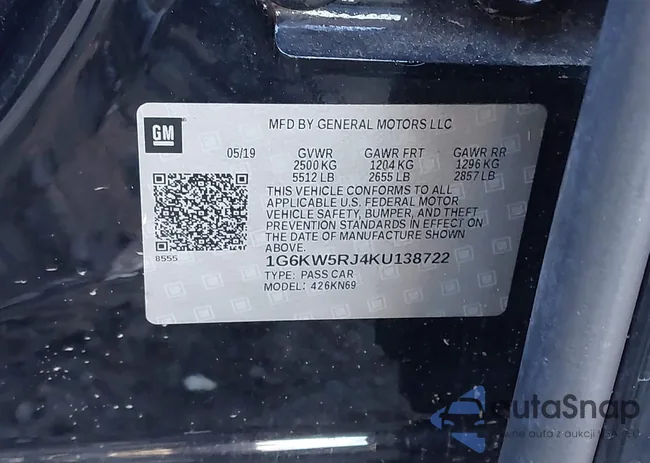 GM
MFD BY GENERAL MOTORS LLC
05/19 GVWR GAWR FRT GAWR RR
2500 KG 1204 KG 1296 KG
5512 LB 2655 LB 2857 LB
THIS VEHICLE CONFORMS TO ALL
APPLICABLE U.S. FEDERAL MOTOR
VEHICLE SAFETY, BUMPER, AND THEFT
PREVENTION STANDARDS IN EFFECT ON
THE DATE OF MANUFACTURE SHOWN
ABOVE.
8555
1G6KW5RJ4KU138722
TYPE: PASS CAR
MODEL: 426KN69
autaSnap
auta z aukcji